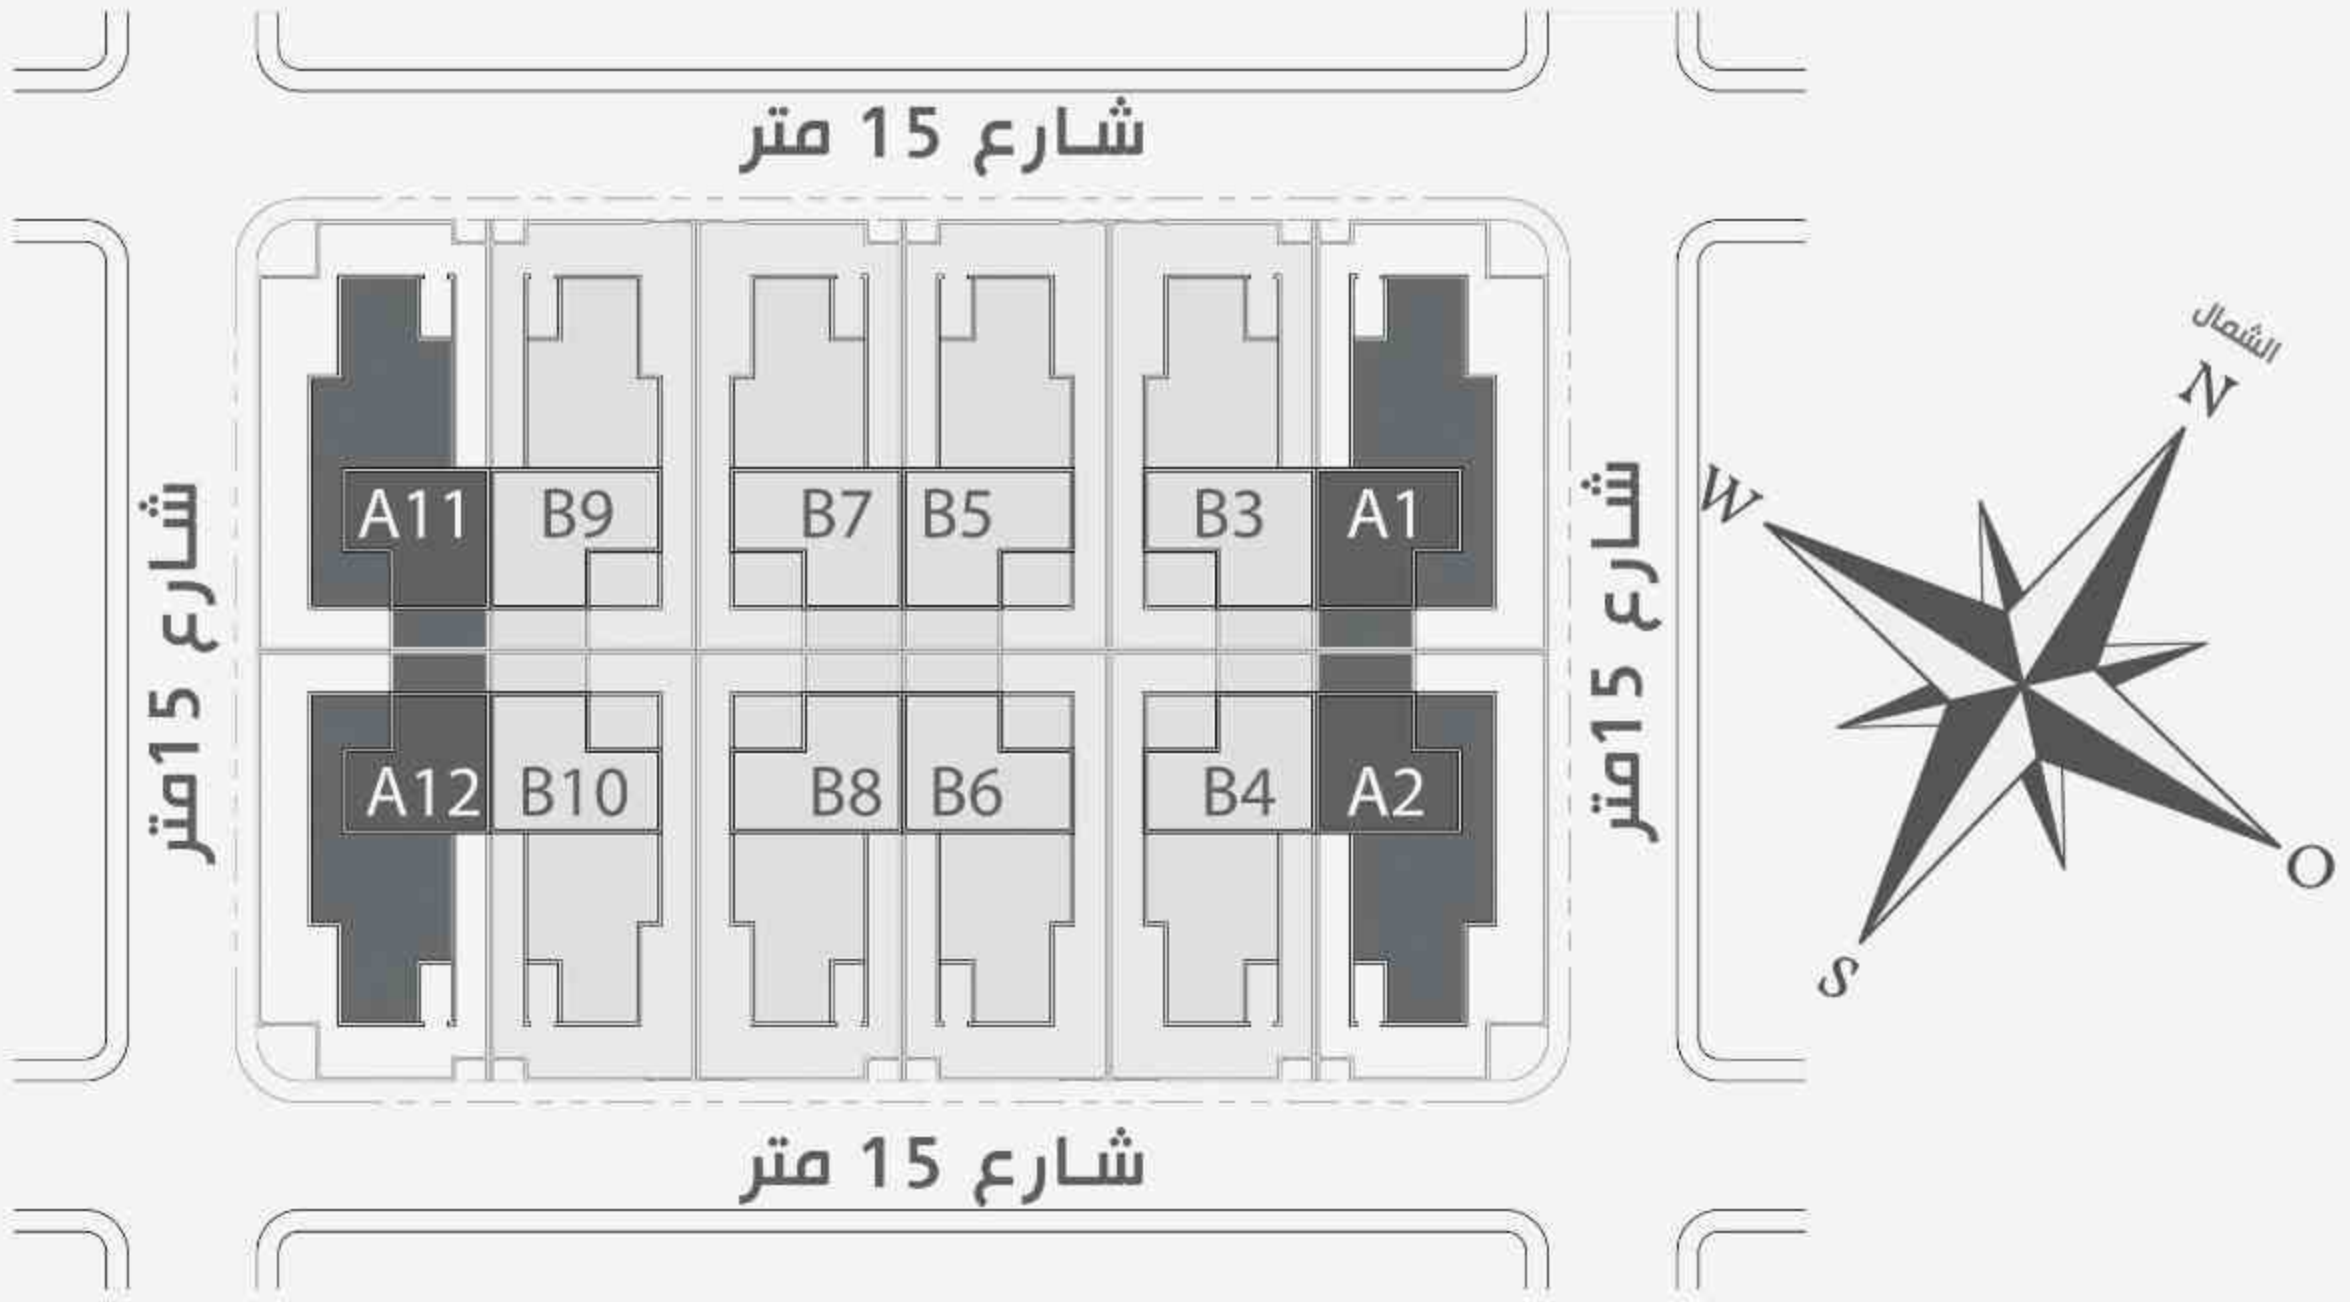 شارع 15 متر
A11 B9 B7 B5 B3 A1
A12 B10 B8 B6 B4 A2
شارع 15متر
شارع 15متر
شارع 15 متر
الشمال
N
W
O
S